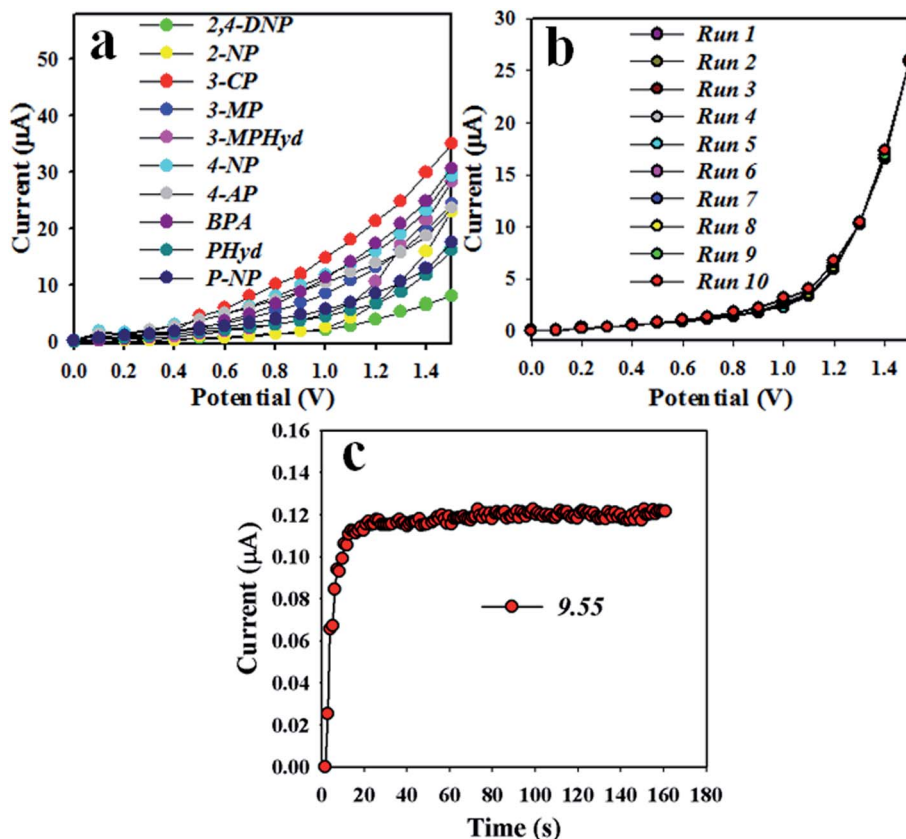 a
2,4-DNP
2-NP
3-CP
3-MP
3-MPHyd
4-NP
4-AP
BPA
PHyd
P-NP
50
40
30
20
10
0
Current (µA)
0.0 0.2 0.4 0.6 0.8 1.0 1.2 1.4
Potential (V)
b
Run 1
Run 2
Run 3
Run 4
Run 5
Run 6
Run 7
Run 8
Run 9
Run 10
30
25
20
15
10
5
0
Current (µA)
0.0 0.2 0.4 0.6 0.8 1.0 1.2 1.4
Potential (V)
c
0.16
0.14
0.12
0.10
0.08
0.06
0.04
0.02
0.00
Current (µA)
9.55
0 20 40 60 80 100 120 140 160 180
Time (s)